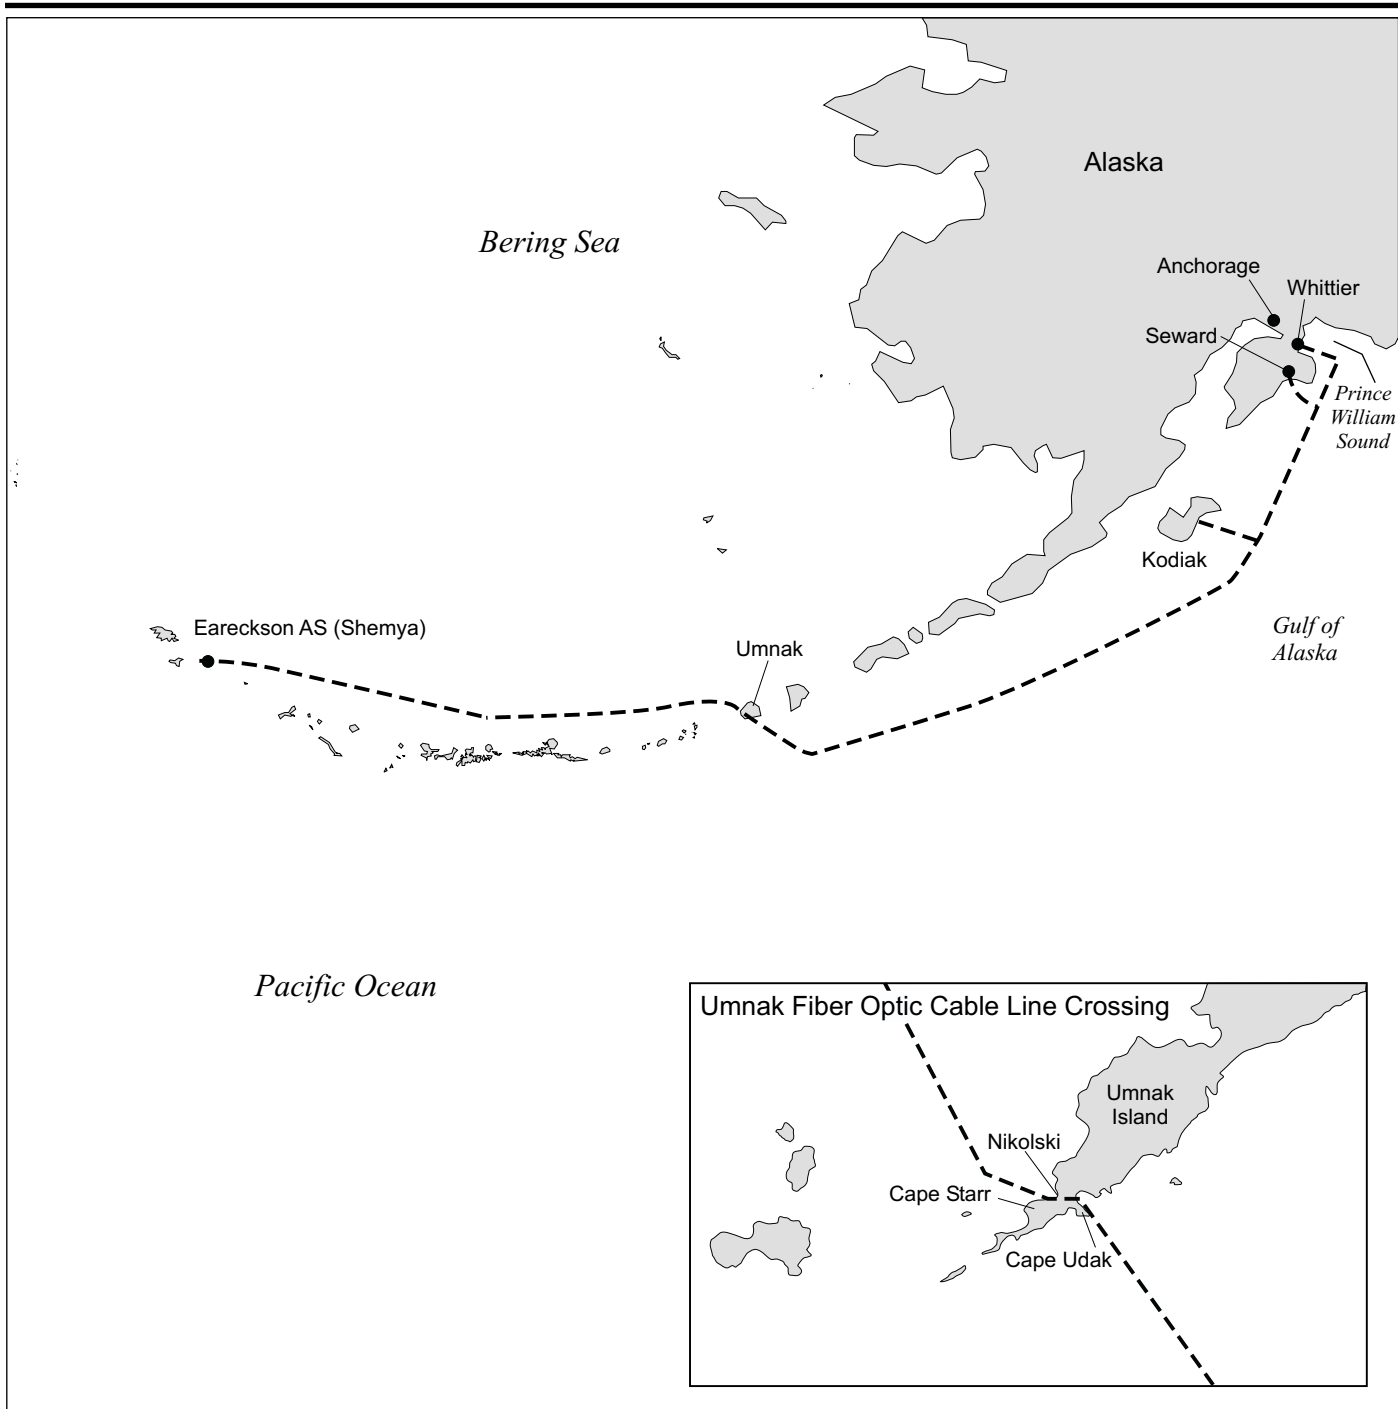 Alaska
Bering Sea
Anchorage
Whittier
Seward
Prince
William
Sound
Kodiak
Eareckson AS (Shemya)
Umnak
Gulf of
Alaska
Pacific Ocean
Umnak Fiber Optic Cable Line Crossing
Umnak
Island
Nikolski
Cape Starr
Cape Udak